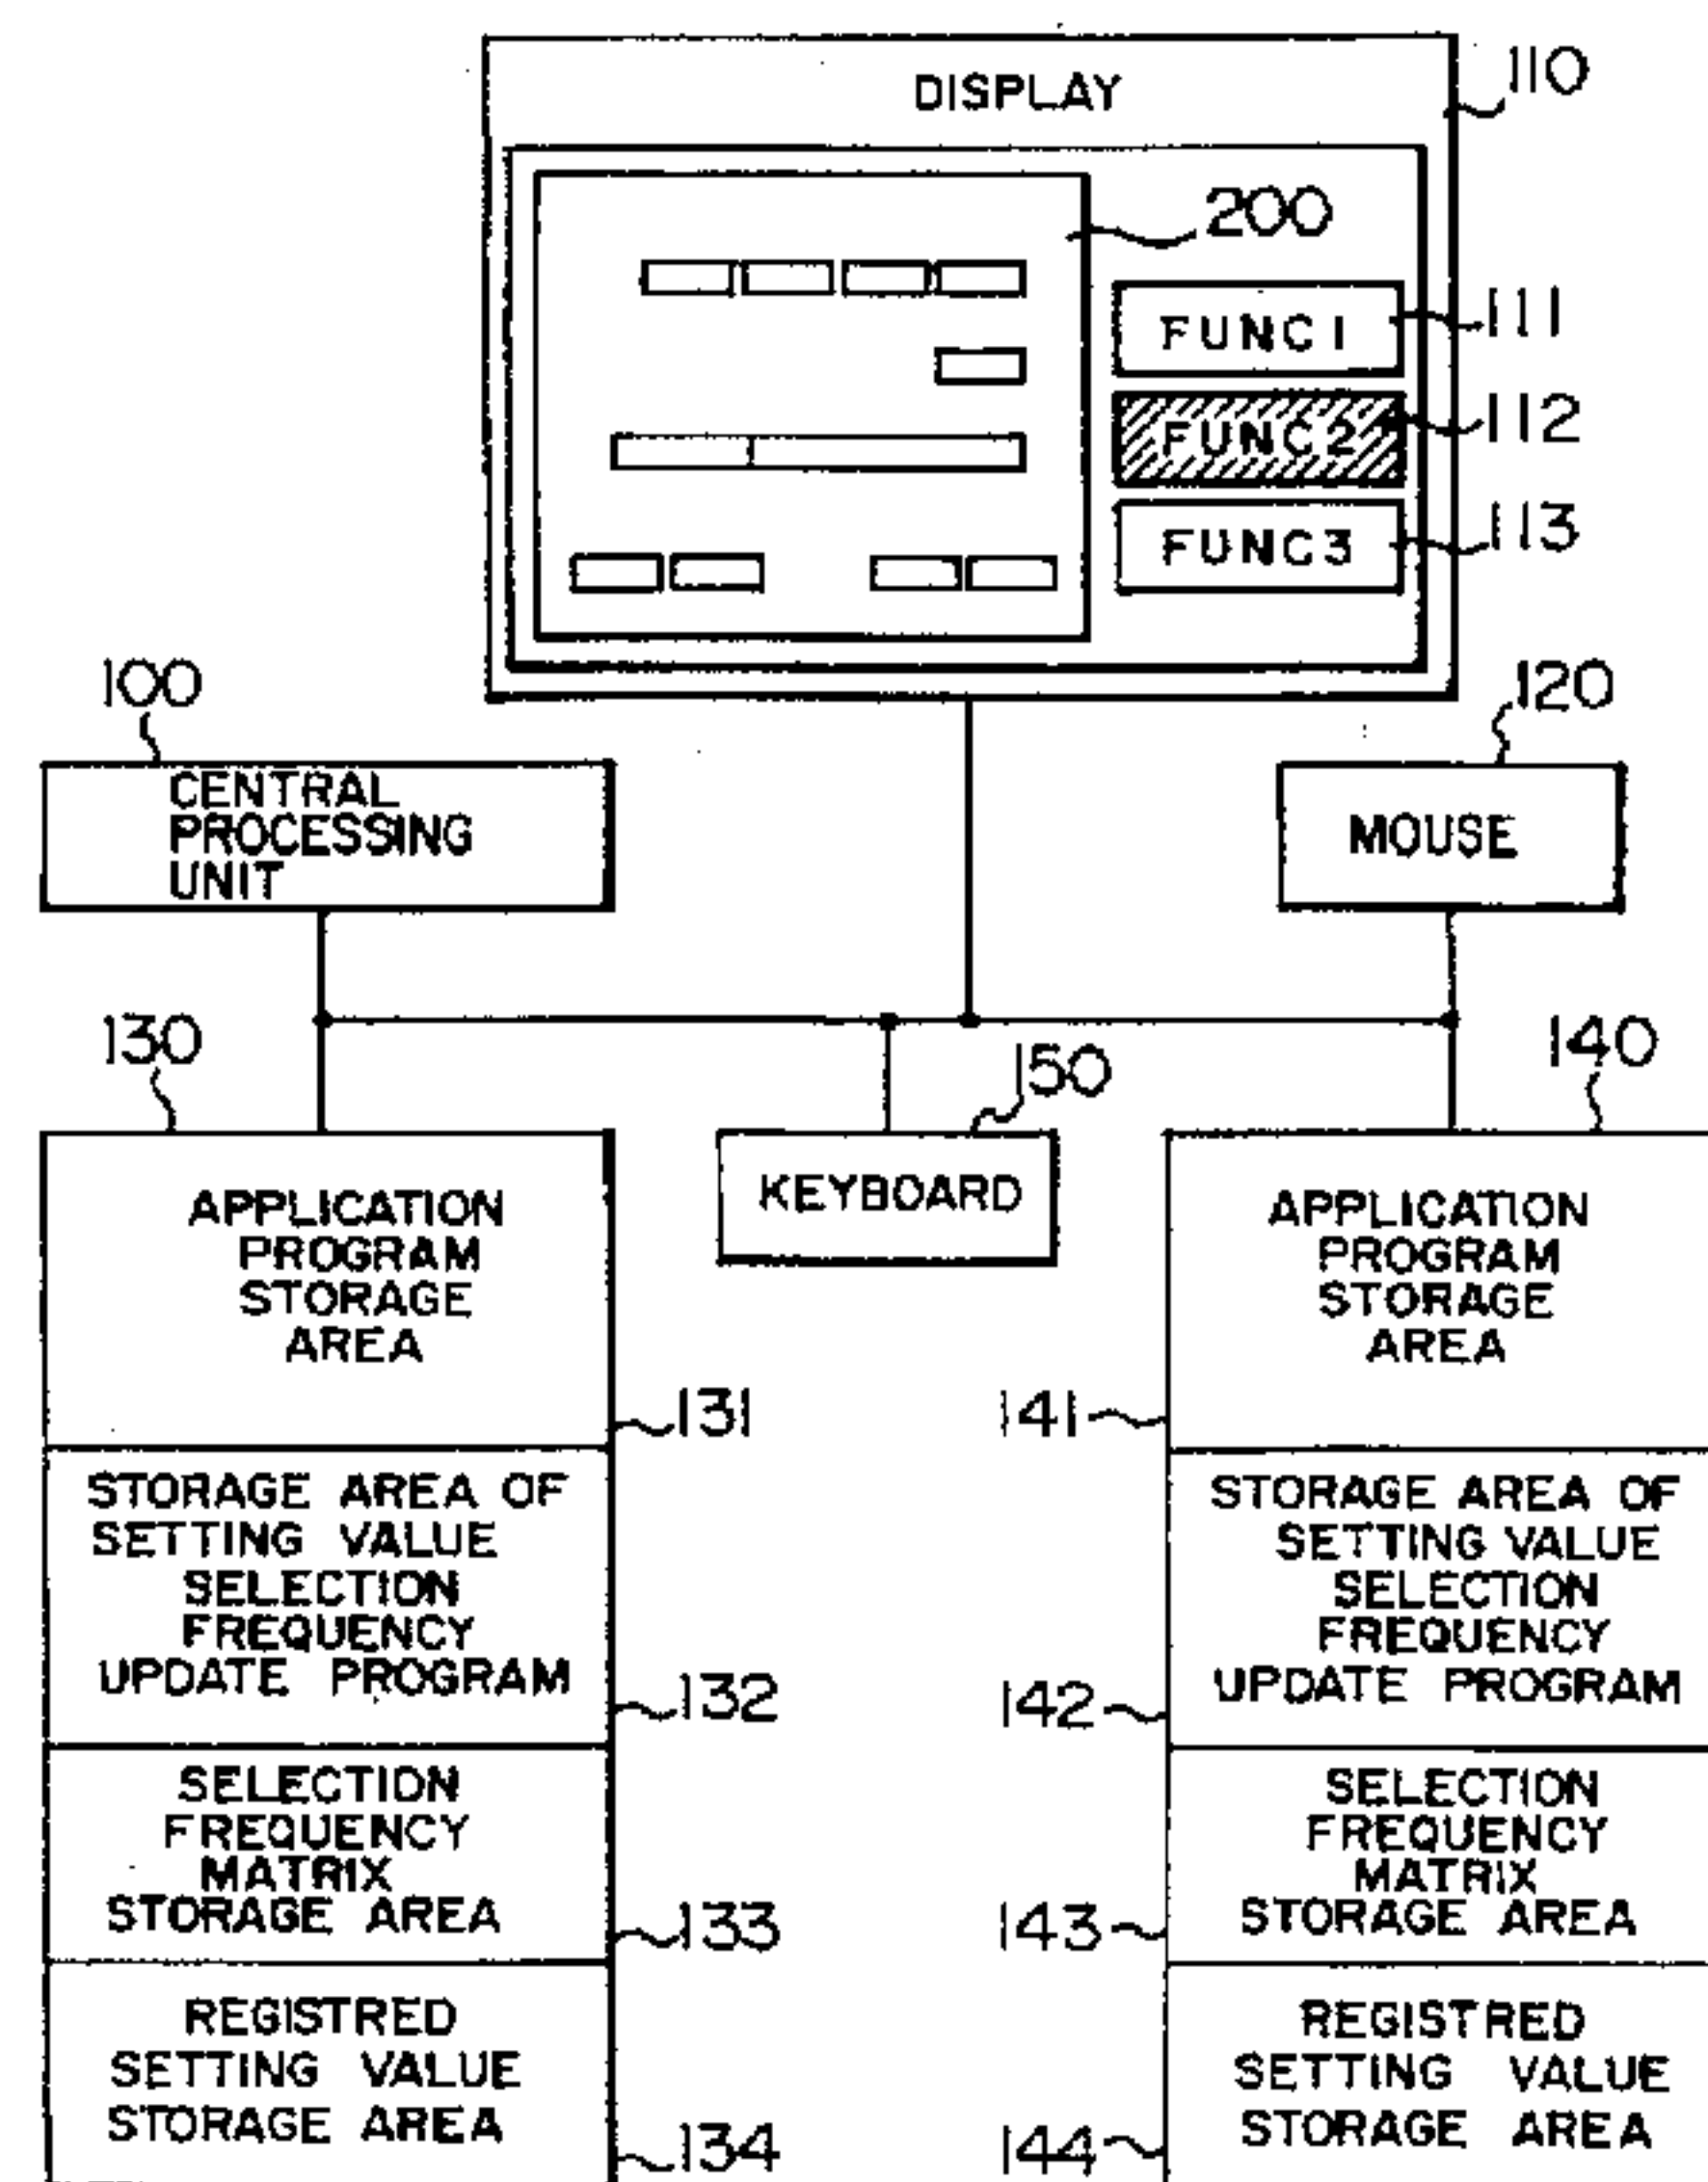 DISPLAY
110
200
FUNC1
111
FUNC2
112
FUNC3
113
100
120
CENTRAL
PROCESSING
UNIT
MOUSE
130
150
140
APPLICATION
PROGRAM
STORAGE
AREA
KEYBOARD
APPLICATION
PROGRAM
STORAGE
AREA
131
141
STORAGE AREA OF
SETTING VALUE
SELECTION
FREQUENCY
UPDATE PROGRAM
STORAGE AREA OF
SETTING VALUE
SELECTION
FREQUENCY
UPDATE PROGRAM
132
142
SELECTION
FREQUENCY
MATRIX
STORAGE AREA
SELECTION
FREQUENCY
MATRIX
STORAGE AREA
133
143
REGISTRED
SETTING VALUE
STORAGE AREA
REGISTRED
SETTING VALUE
STORAGE AREA
134
144